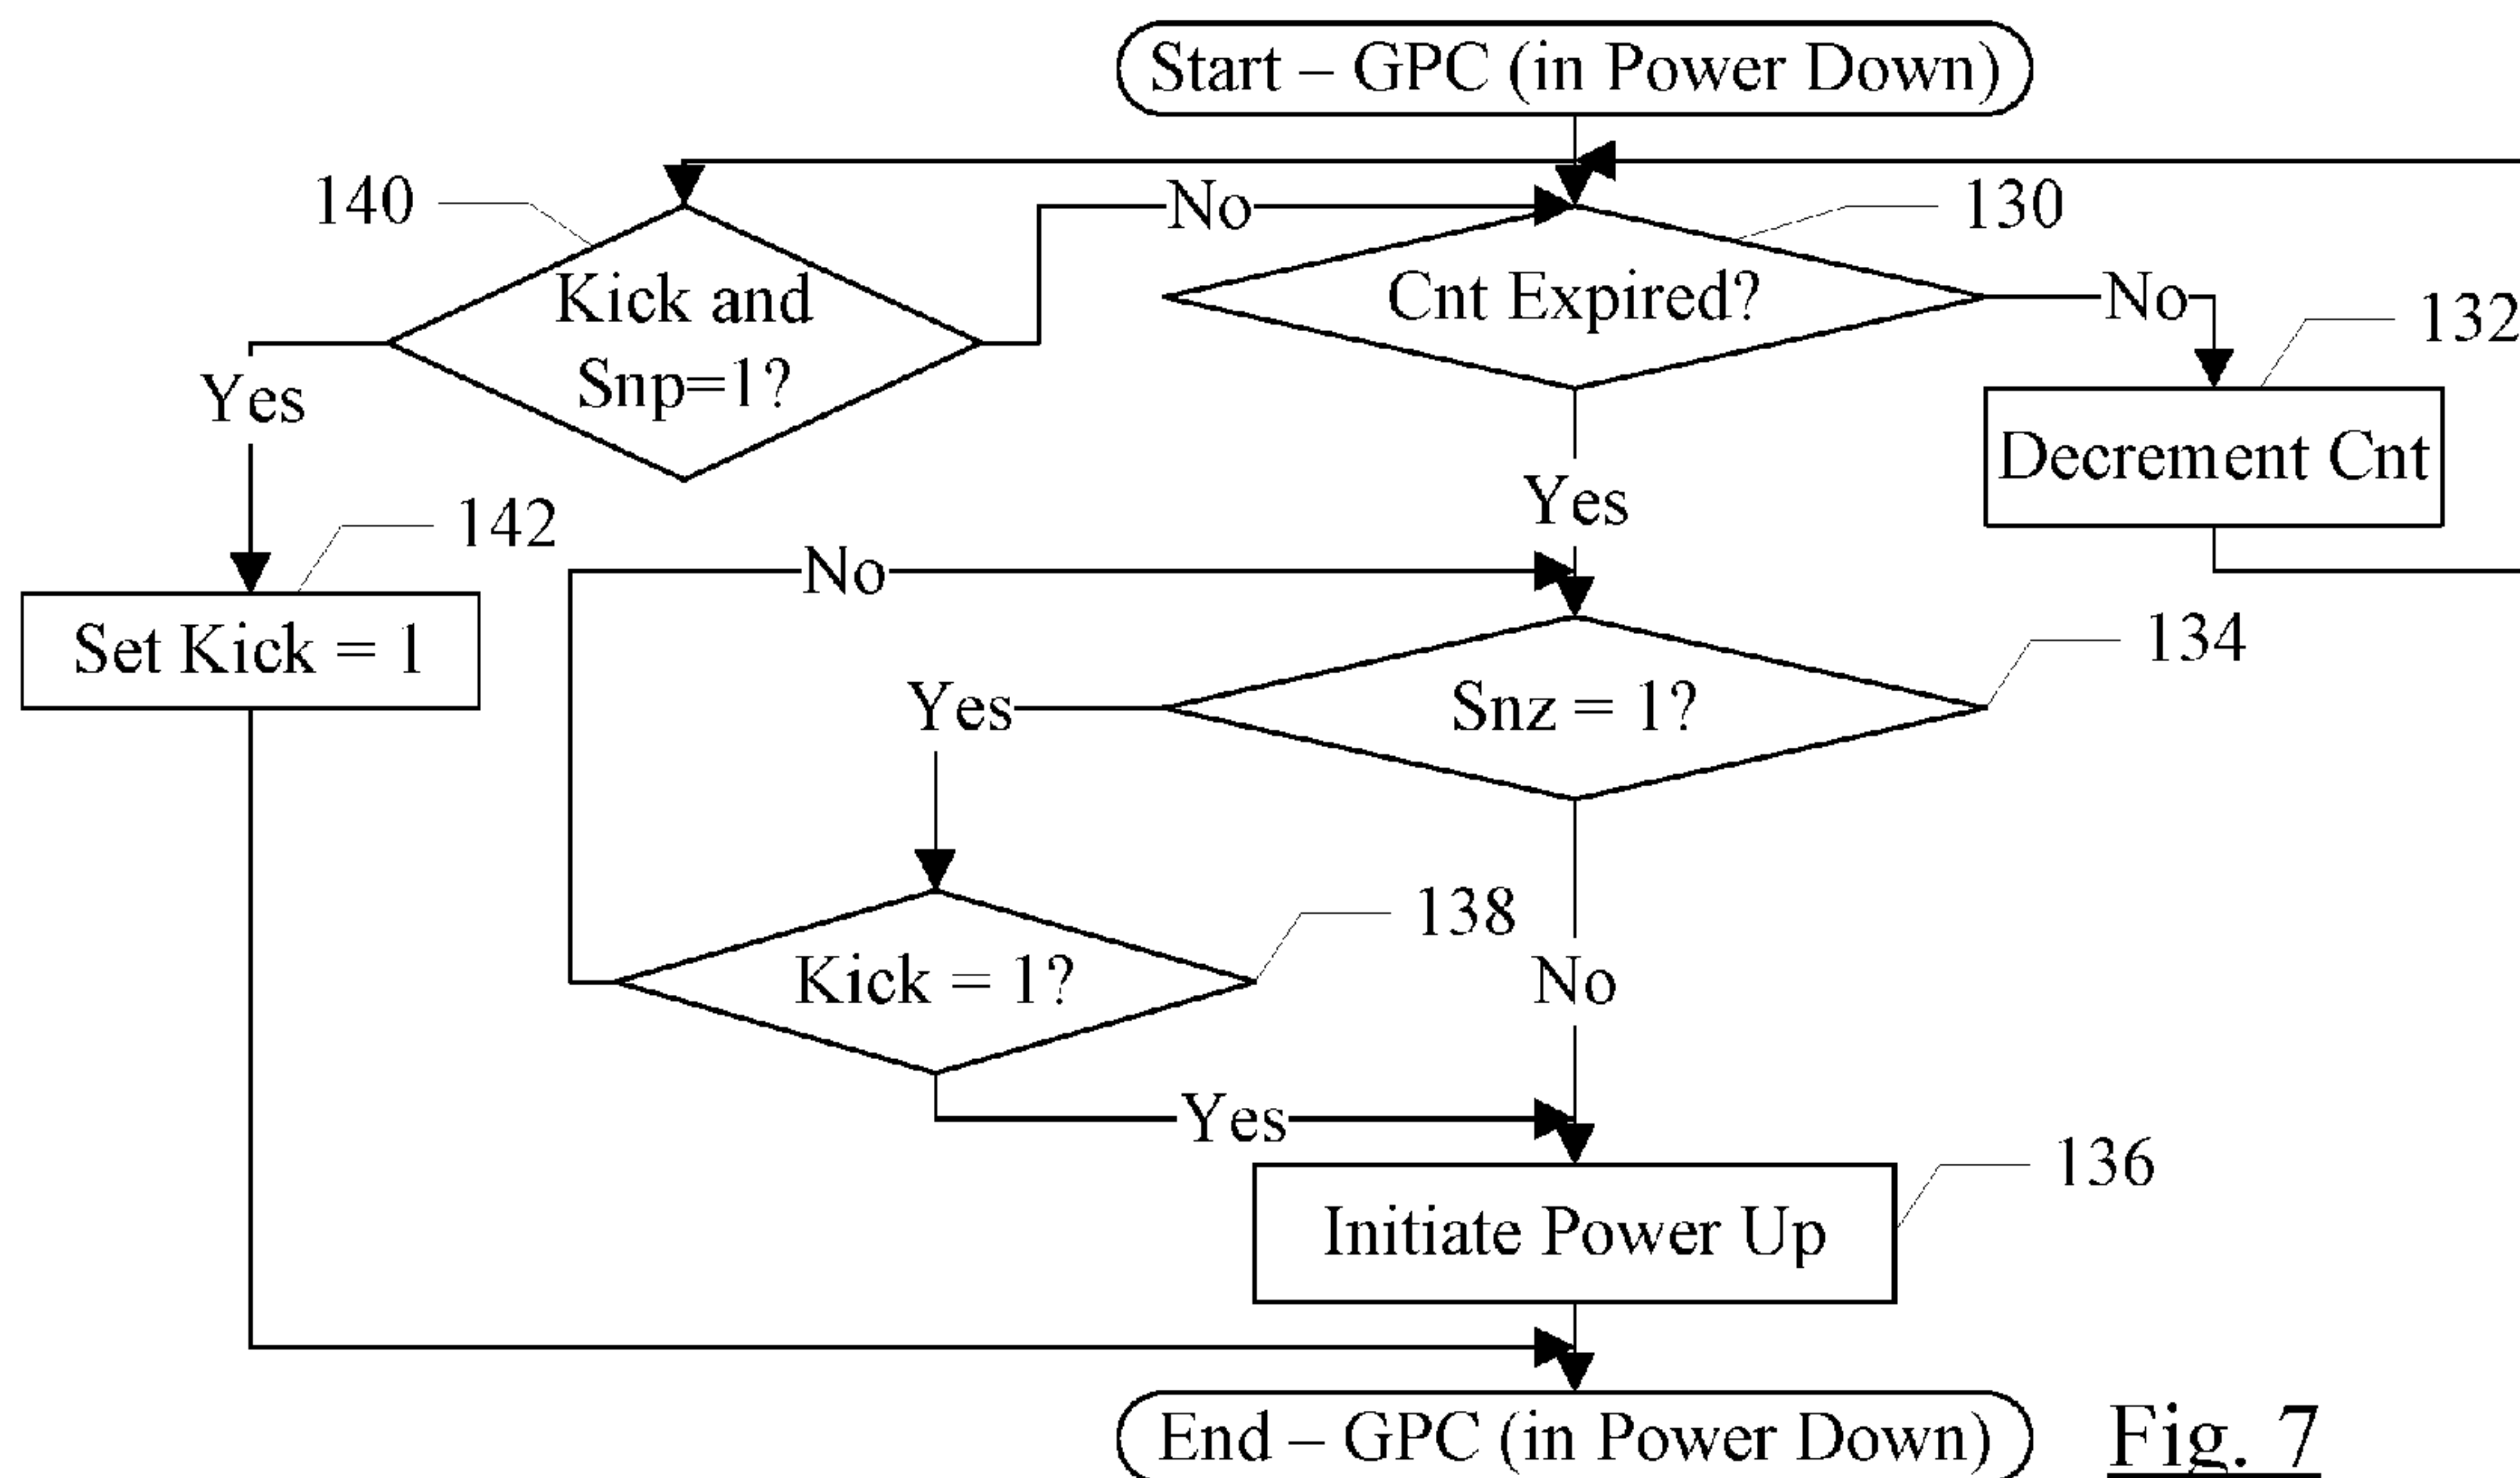 Start – GPC (in Power Down)
140
No
130
Kick and
Snp=1?
Cnt Expired?
No
132
Yes
Decrement Cnt
142
Yes
No
Set Kick = 1
134
Yes
Snz = 1?
138
Kick = 1?
No
Yes
136
Initiate Power Up
End – GPC (in Power Down)
Fig. 7